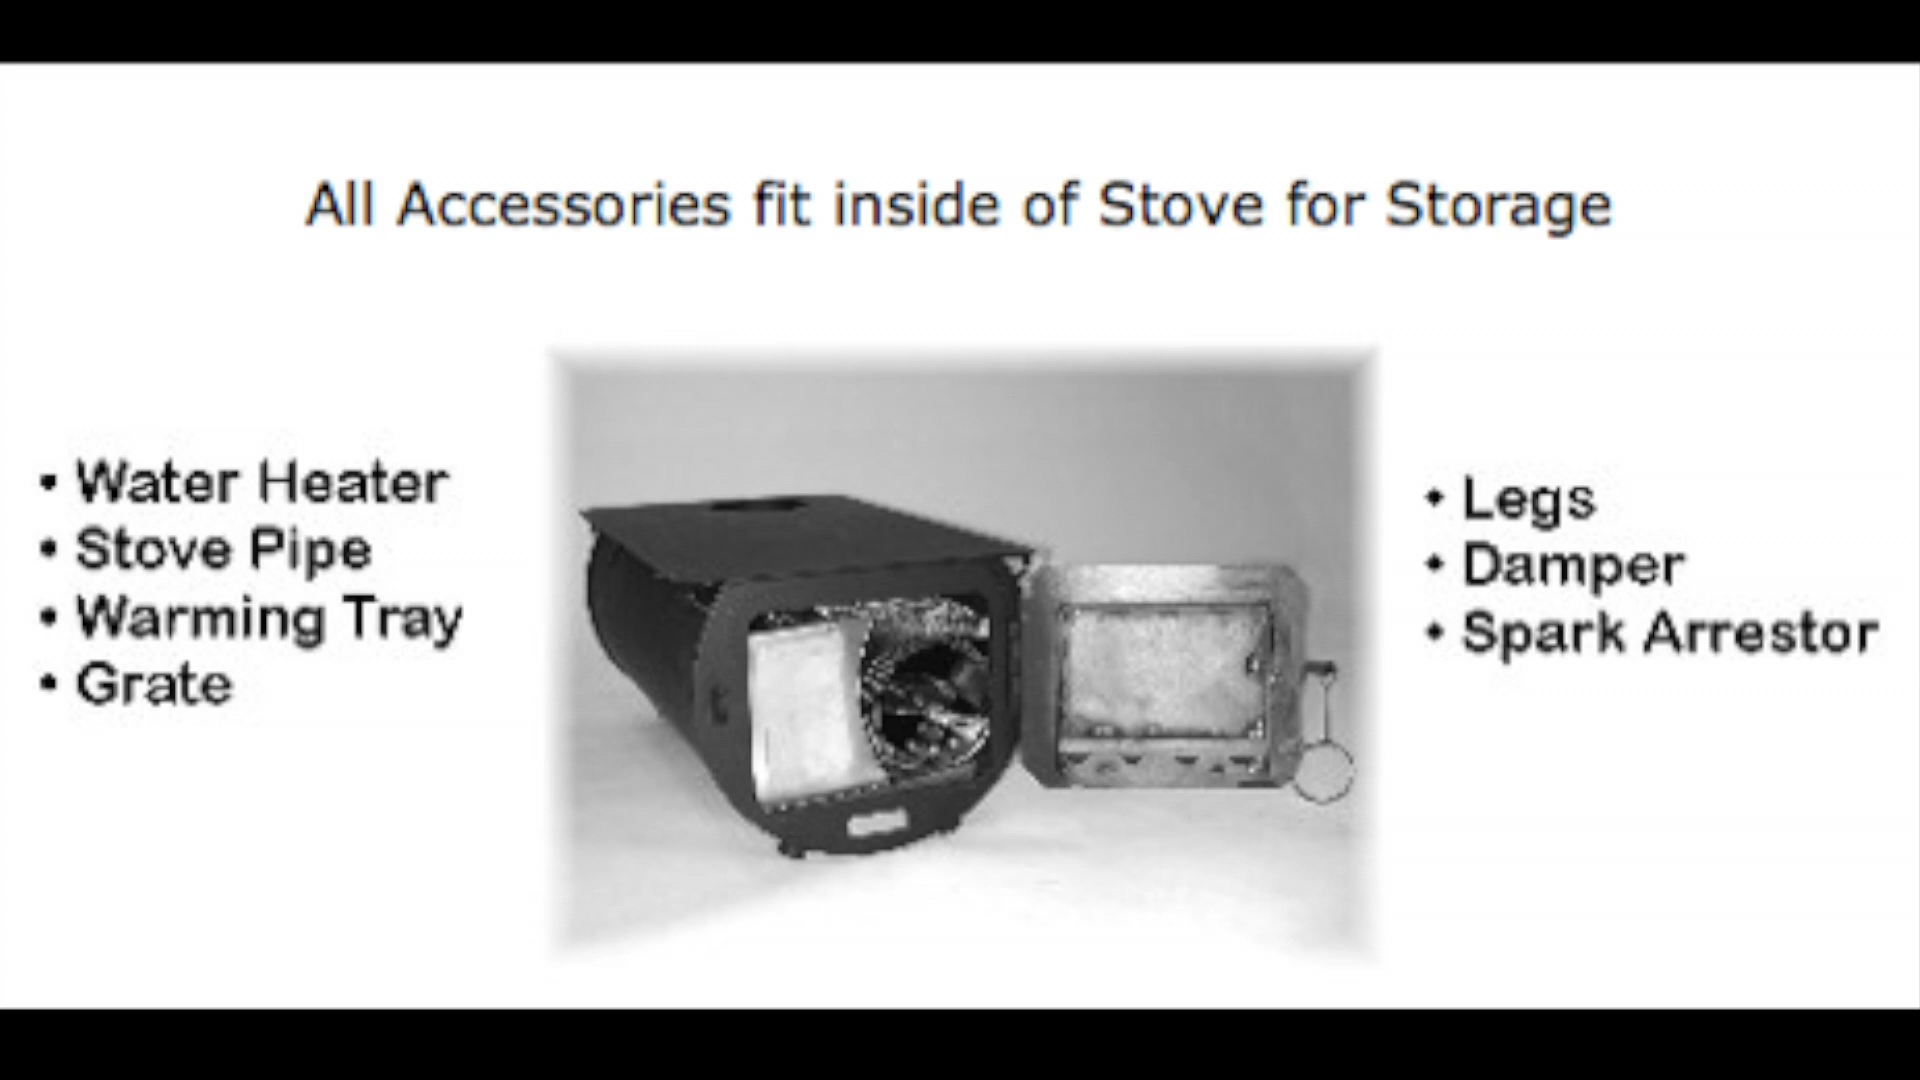 All Accessories fit inside of Stove for Storage
• Water Heater
• Stove Pipe
• Warming Tray
• Grate
• Legs
• Damper
• Spark Arrestor